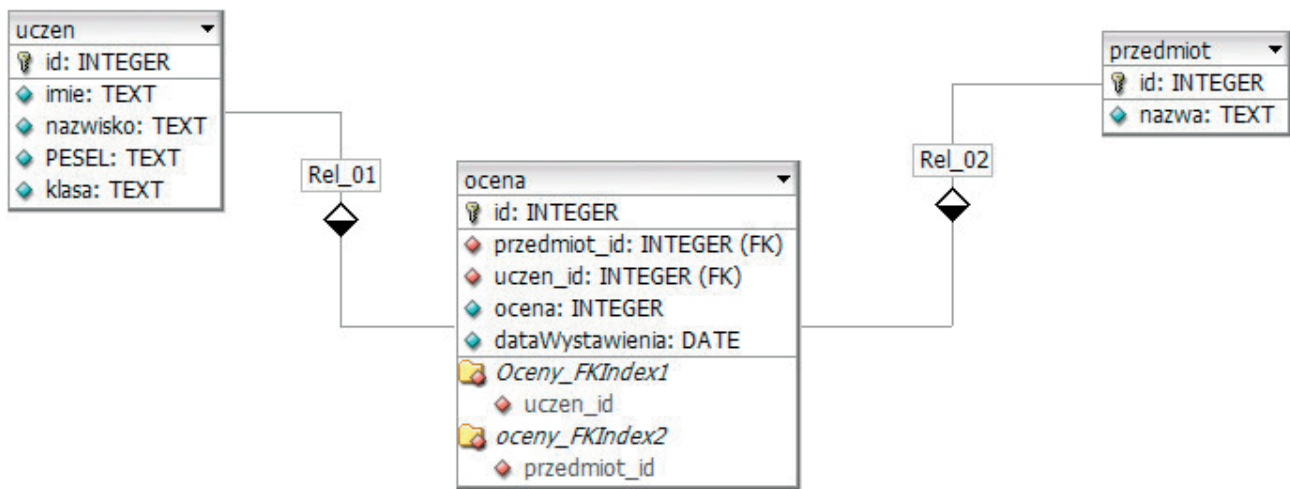 uczen
id: INTEGER
imie: TEXT
nazwisko: TEXT
PESEL: TEXT
klasa: TEXT
Rel_01
ocena
id: INTEGER
przedmiot_id: INTEGER (FK)
uczen_id: INTEGER (FK)
ocena: INTEGER
dataWystawienia: DATE
Oceny_FKIndex1
uczen_id
oceny_FKIndex2
przedmiot_id
Rel_02
przedmiot
id: INTEGER
nazwa: TEXT